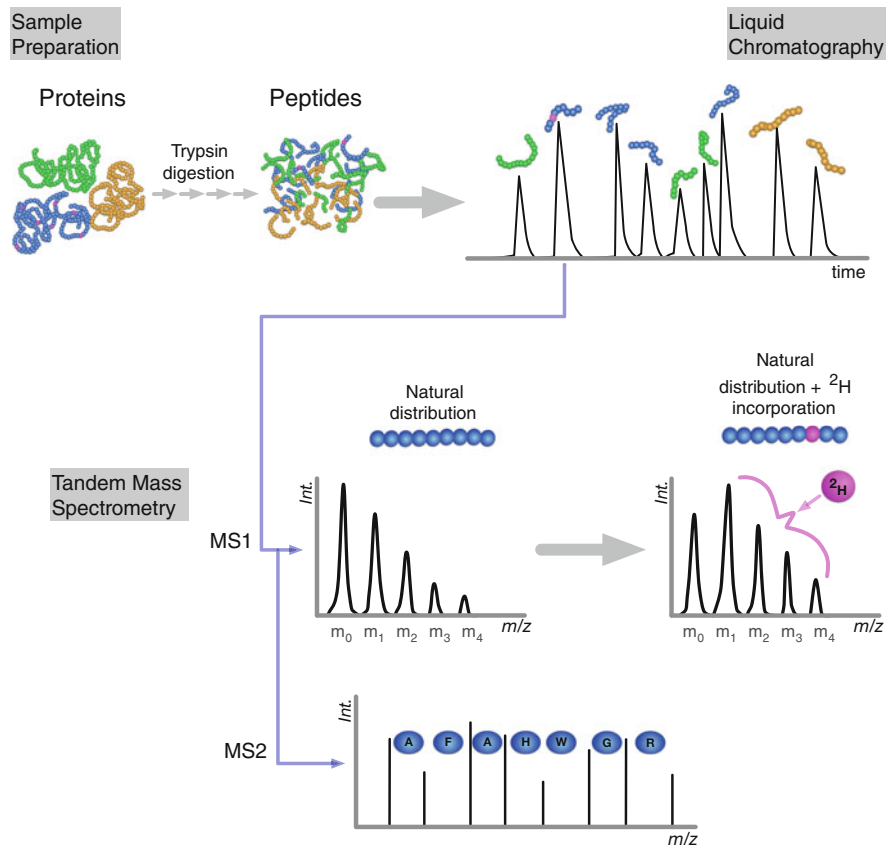 Sample
Preparation
Liquid
Chromatography
Proteins
Peptides
Trypsin
digestion
time
Natural
distribution
Natural
distribution + ²H
incorporation
Tandem Mass
Spectrometry
Int.
Int.
²H
MS1
m₀ m₁ m₂ m₃ m₄
m/z
m₀ m₁ m₂ m₃ m₄
m/z
Int.
A F A H W G R
MS2
m/z